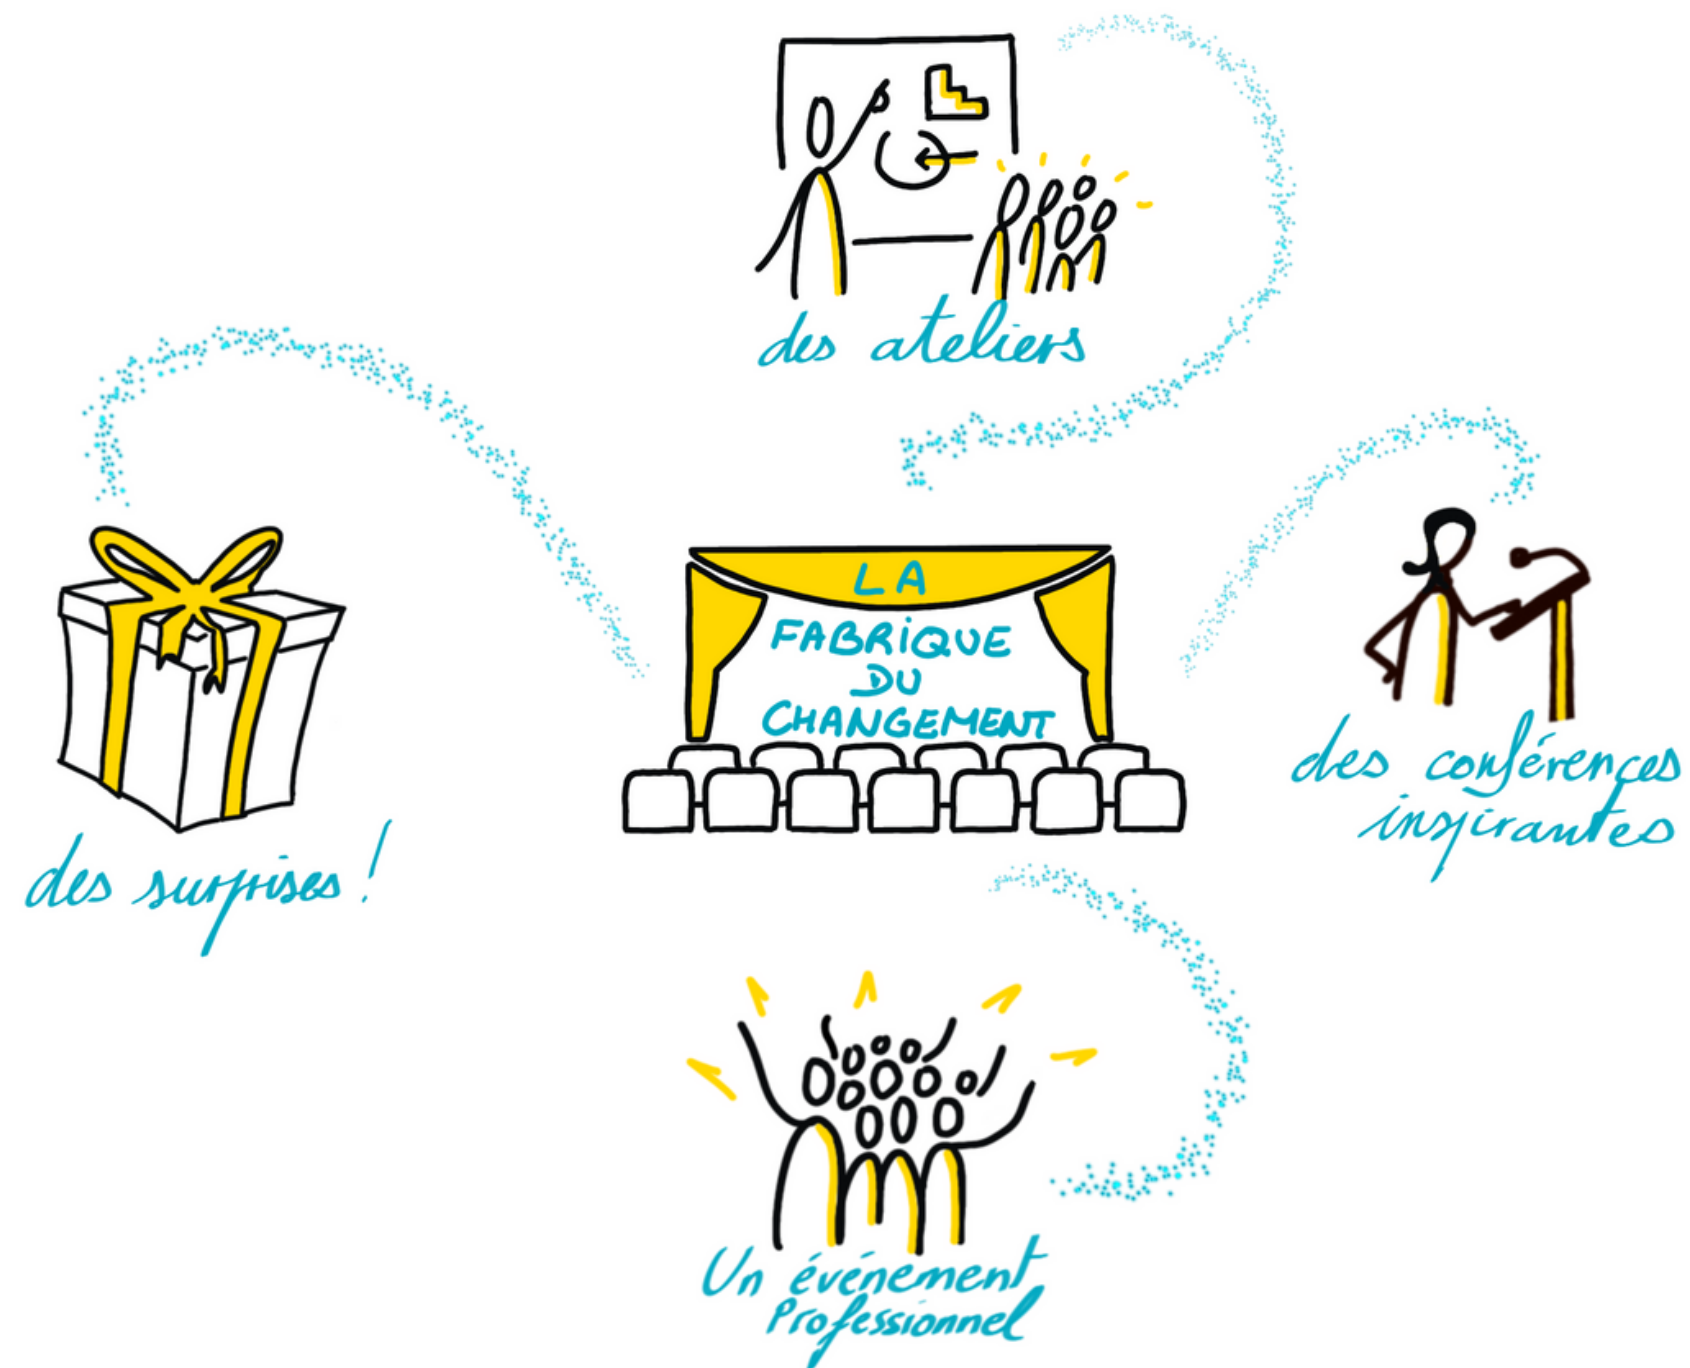 des ateliers
LA
FABRiQUE
DU
CHANGEMENT
des conférences
inspirantes
des surprises !
Un événement
Professionnel